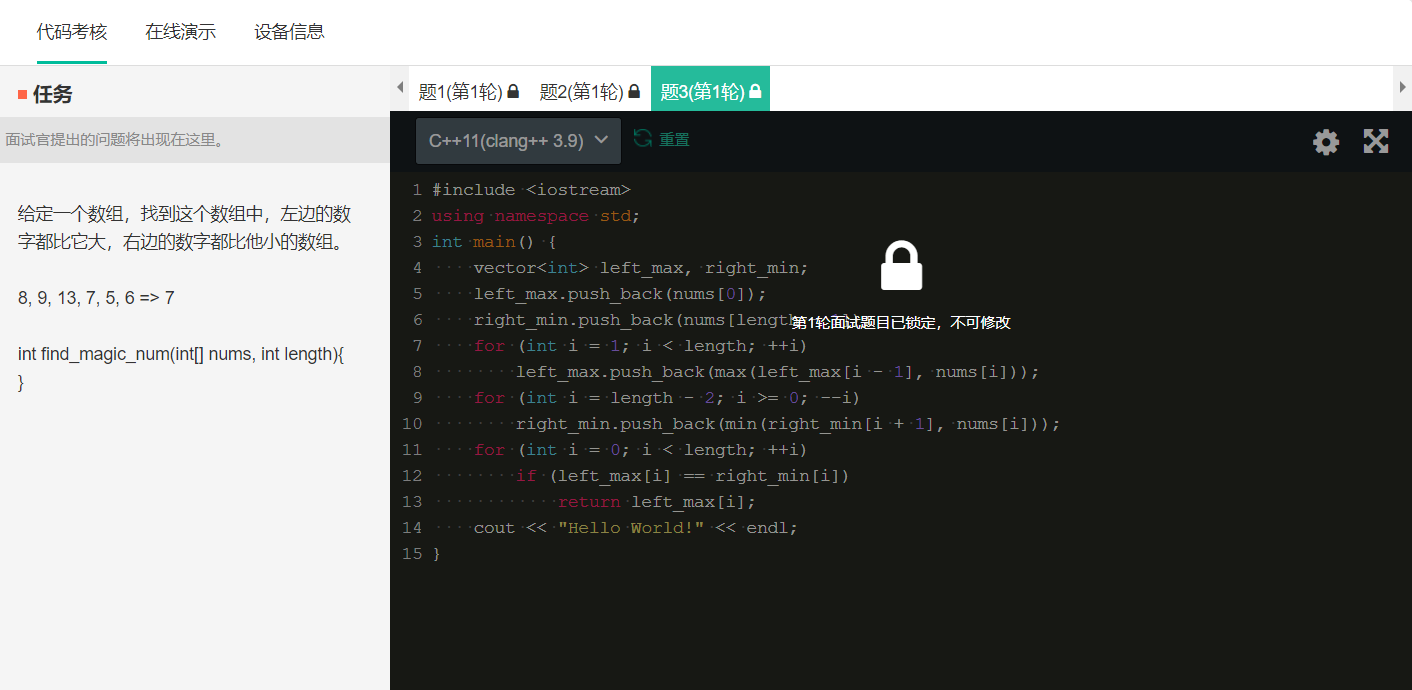 代码考核 在线演示 设备信息
任务
面试官提出的问题将出现在这里。
给定一个数组，找到这个数组中，左边的数
字都比它大，右边的数字都比他小的数组。
8, 9, 13, 7, 5, 6 => 7
int find_magic_num(int[] nums, int length){
}
题1(第1轮) 题2(第1轮) 题3(第1轮)
C++11(clang++ 3.9) 重置
1 #include <iostream>
2 using namespace std;
3 int main() {
4 vector<int> left_max, right_min;
5 left_max.push_back(nums[0]);
6 right_min.push_back(nums[length
第1轮面试题目已锁定，不可修改
7 for (int i = 1; i < length; ++i)
8 left_max.push_back(max(left_max[i - 1], nums[i]));
9 for (int i = length - 2; i >= 0; --i)
10 right_min.push_back(min(right_min[i + 1], nums[i]));
11 for (int i = 0; i < length; ++i)
12 if (left_max[i] == right_min[i])
13 return left_max[i];
14 cout << "Hello World!" << endl;
15 }